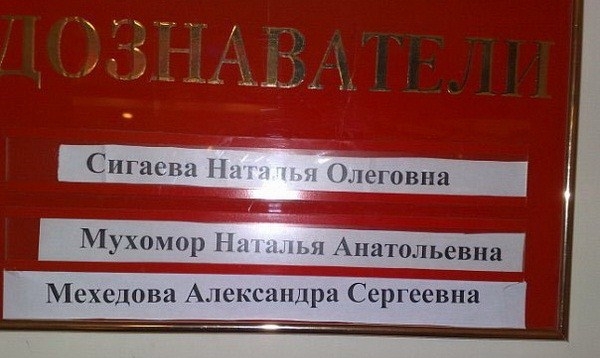 ДОЗНАВАТЕЛИ
Сигаева Наталья Олеговна
Мухомор Наталья Анатольевна
Мехедова Александра Сергеевна